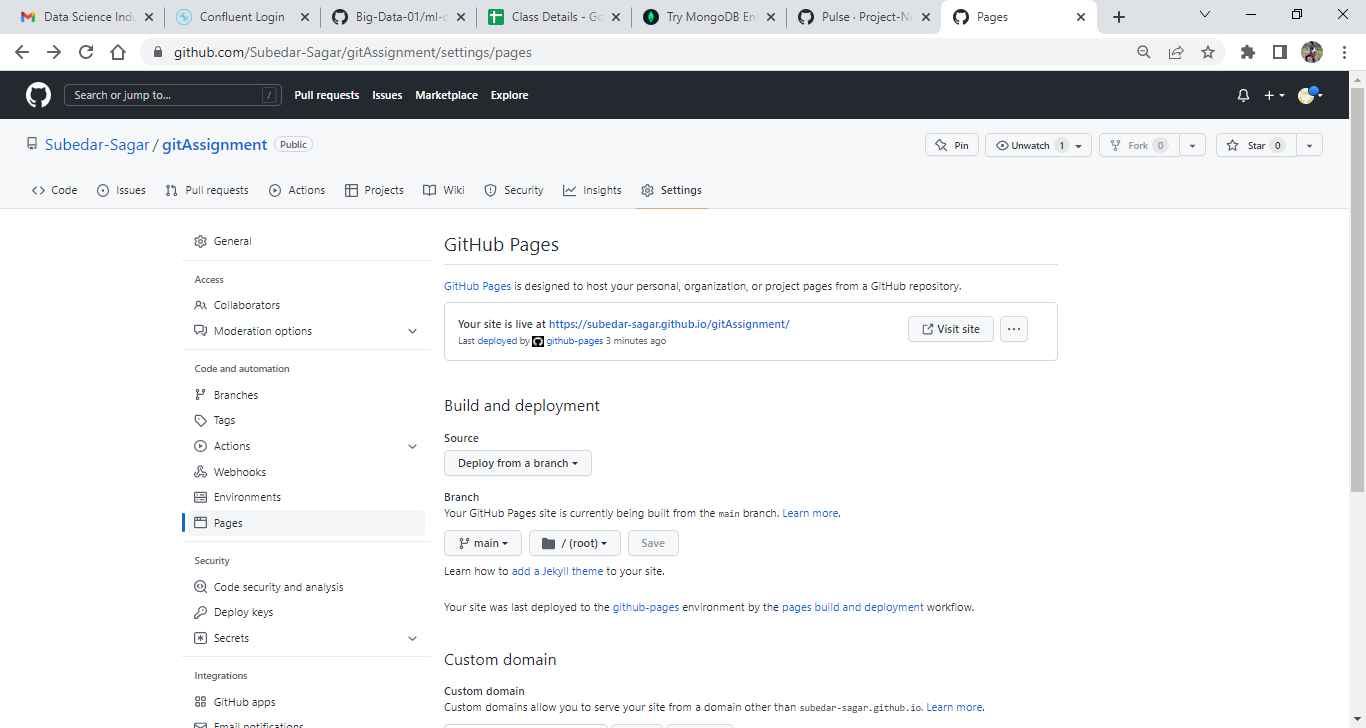 Data Science Indu
Confluent Login
Big-Data-01/ml-c
Class Details - Go
Try MongoDB Ent
Pulse · Project-Ne
Pages
github.com/Subedar-Sagar/gitAssignment/settings/pages
Search or jump to... /
Pull requests Issues Marketplace Explore
Subedar-Sagar / gitAssignment Public
Pin Unwatch 1 Fork 0 Star 0
Code Issues Pull requests Actions Projects Wiki Security Insights Settings
General
Access
Collaborators
Moderation options
Code and automation
Branches
Tags
Actions
Webhooks
Environments
Pages
Security
Code security and analysis
Deploy keys
Secrets
Integrations
GitHub apps
Email notifications
GitHub Pages
GitHub Pages is designed to host your personal, organization, or project pages from a GitHub repository.
Your site is live at https://subedar-sagar.github.io/gitAssignment/
Last deployed by github-pages 3 minutes ago
Visit site
Build and deployment
Source
Deploy from a branch
Branch
Your GitHub Pages site is currently being built from the main branch. Learn more.
main / (root) Save
Learn how to add a Jekyll theme to your site.
Your site was last deployed to the github-pages environment by the pages build and deployment workflow.
Custom domain
Custom domain
Custom domains allow you to serve your site from a domain other than subedar-sagar.github.io. Learn more.